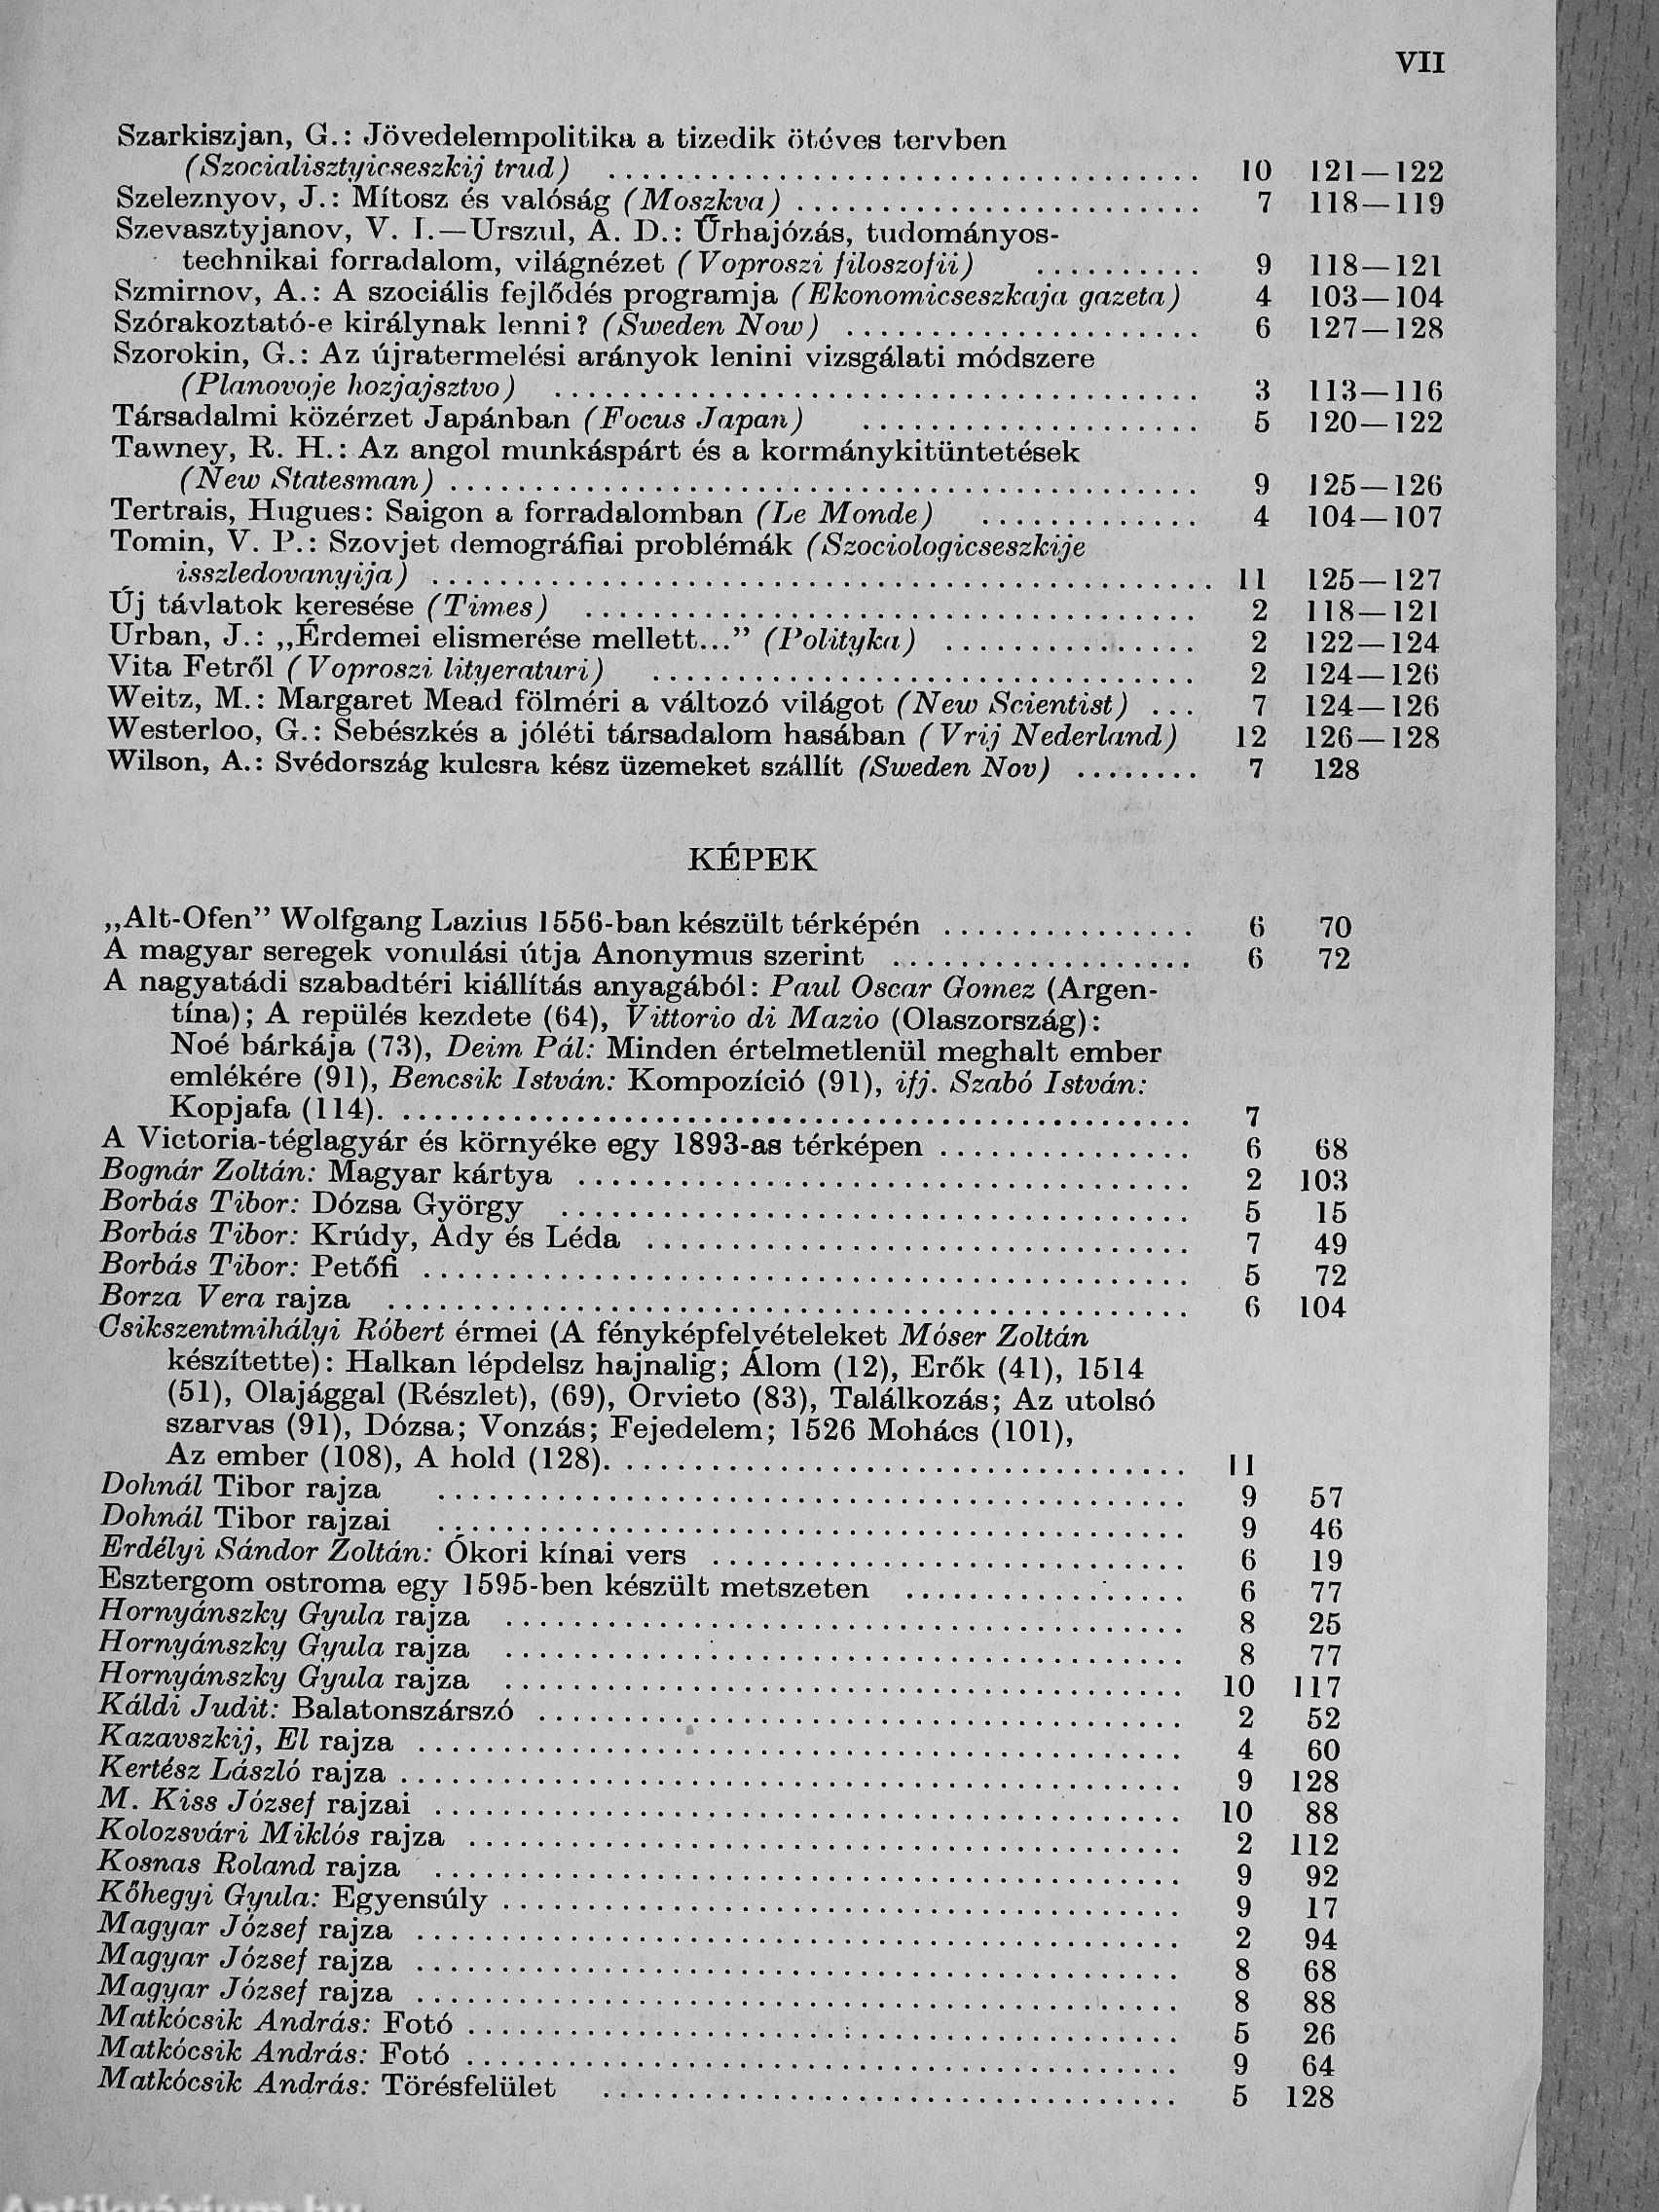 VII
Szarkiszjan, G.: Jövedelempolitika a tizedik ötéves tervben
(Szocialisztyicseszkij trud) .......... 10 121—122
Szeleznyov, J.: Mítosz és valóság (Moszkva) .......... 7 118—119
Szevasztyjanov, V. I.—Urszul, A. D.: Űrhajózás, tudományos-
technikai forradalom, világnézet (Voproszi filoszofii) .......... 9 118—121
Szmirnov, A.: A szociális fejlődés programja (Ekonomicseszkaja gazeta) 4 103—104
Szórakoztató-e királynak lenni? (Sweden Now) .......... 6 127—128
Szorokin, G.: Az újratermelési arányok lenini vizsgálati módszere
(Planovoje hozjajsztvo) .......... 3 113—116
Társadalmi közérzet Japánban (Focus Japan) .......... 5 120—122
Tawney, R. H.: Az angol munkáspárt és a kormánykitüntetések
(New Statesman) .......... 9 125—126
Tertrais, Hugues: Saigon a forradalomban (Le Monde) .......... 4 104—107
Tomin, V. P.: Szovjet demográfiai problémák (Szociologicseszkije
isszledovanyija) .......... 11 125—127
Új távlatok keresése (Times) .......... 2 118—121
Urban, J.: „Érdemei elismerése mellett...” (Polityka) .......... 2 122—124
Vita Fetről (Voproszi lityeraturi) .......... 2 124—126
Weitz, M.: Margaret Mead fölméri a változó világot (New Scientist) ... 7 124—126
Westerloo, G.: Sebészkés a jóléti társadalom hasában (Vrij Nederland) 12 126—128
Wilson, A.: Svédország kulcsra kész üzemeket szállít (Sweden Nov) ........ 7 128
KÉPEK
„Alt-Ofen” Wolfgang Lazius 1556-ban készült térképén .......... 6 70
A magyar seregek vonulási útja Anonymus szerint .......... 6 72
A nagyatádi szabadtéri kiállítás anyagából: Paul Oscar Gomez (Argen-
tína); A repülés kezdete (64), Vittorio di Mazio (Olaszország):
Noé bárkája (73), Deim Pál: Minden értelmetlenül meghalt ember
emlékére (91), Bencsik István: Kompozíció (91), ifj. Szabó István:
Kopjafa (114). .......... 7
A Victoria-téglagyár és környéke egy 1893-as térképen .......... 6 68
Bognár Zoltán: Magyar kártya .......... 2 103
Borbás Tibor: Dózsa György .......... 5 15
Borbás Tibor: Krúdy, Ady és Léda .......... 7 49
Borbás Tibor: Petőfi .......... 5 72
Borza Vera rajza .......... 6 104
Csikszentmihályi Róbert érmei (A fényképfelvételeket Móser Zoltán
készítette): Halkan lépdelsz hajnalig; Álom (12), Erők (41), 1514
(51), Olajággal (Részlet), (69), Orvieto (83), Találkozás; Az utolsó
szarvas (91), Dózsa; Vonzás; Fejedelem; 1526 Mohács (101),
Az ember (108), A hold (128). .......... 11
Dohnál Tibor rajza .......... 9 57
Dohnál Tibor rajzai .......... 9 46
Erdélyi Sándor Zoltán: Ókori kínai vers .......... 6 19
Esztergom ostroma egy 1595-ben készült metszeten .......... 6 77
Hornyánszky Gyula rajza .......... 8 25
Hornyánszky Gyula rajza .......... 8 77
Hornyánszky Gyula rajza .......... 10 117
Káldi Judit: Balatonszárszó .......... 2 52
Kazavszkij, El rajza .......... 4 60
Kertész László rajza .......... 9 128
M. Kiss József rajzai .......... 10 88
Kolozsvári Miklós rajza .......... 2 112
Kosnas Roland rajza .......... 9 92
Kőhegyi Gyula: Egyensúly .......... 9 17
Magyar József rajza .......... 2 94
Magyar József rajza .......... 8 68
Magyar József rajza .......... 8 88
Matkócsik András: Fotó .......... 5 26
Matkócsik András: Fotó .......... 9 64
Matkócsik András: Törésfelület .......... 5 128